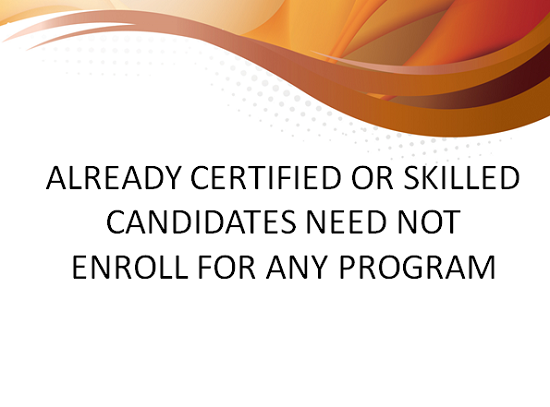 ALREADY CERTIFIED OR SKILLED
CANDIDATES NEED NOT
ENROLL FOR ANY PROGRAM